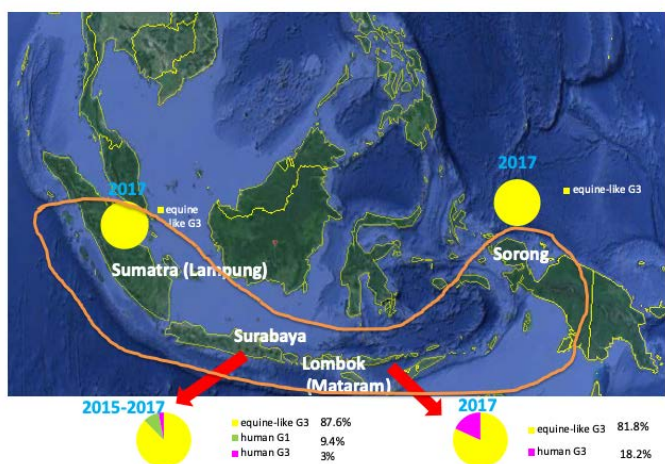 2017
equine-like G3
2017
equine
-like G3
Sorong
Sumatra (Lampung)
Surabaya
Lombok
(Mataram)
2015-2017
equine-like G3 87.6%
human G1 9.4%
human G3 3%
2017
equine-like G3 81.8%
human G3 18.2%